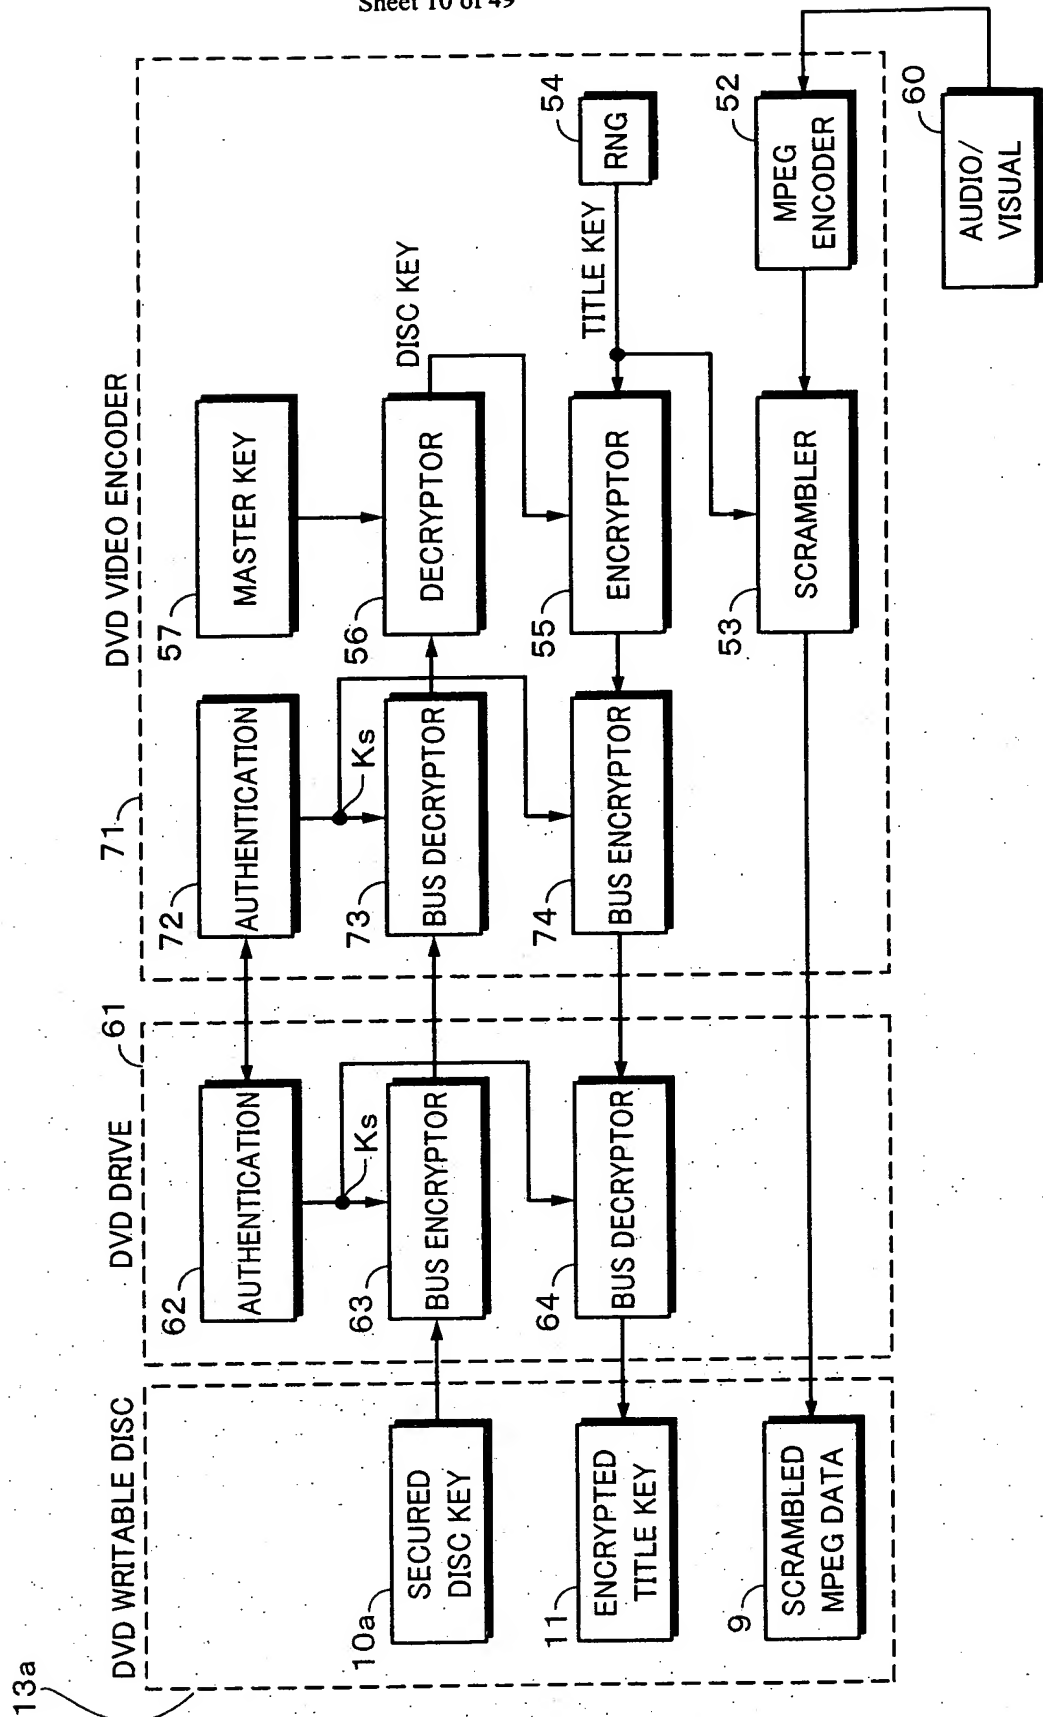 Sheet 10 of 49
13a
DVD WRITABLE DISC
10a
SECURED
DISC KEY
11
ENCRYPTED
TITLE KEY
9
SCRAMBLED
MPEG DATA
DVD DRIVE
61
62
AUTHENTICATION
Ks
63
BUS ENCRYPTOR
64
BUS DECRYPTOR
DVD VIDEO ENCODER
71
72
AUTHENTICATION
Ks
73
BUS DECRYPTOR
74
BUS ENCRYPTOR
57
MASTER KEY
56
DECRYPTOR
DISC KEY
55
ENCRYPTOR
TITLE KEY
54
RNG
53
SCRAMBLER
52
MPEG
ENCODER
60
AUDIO/
VISUAL